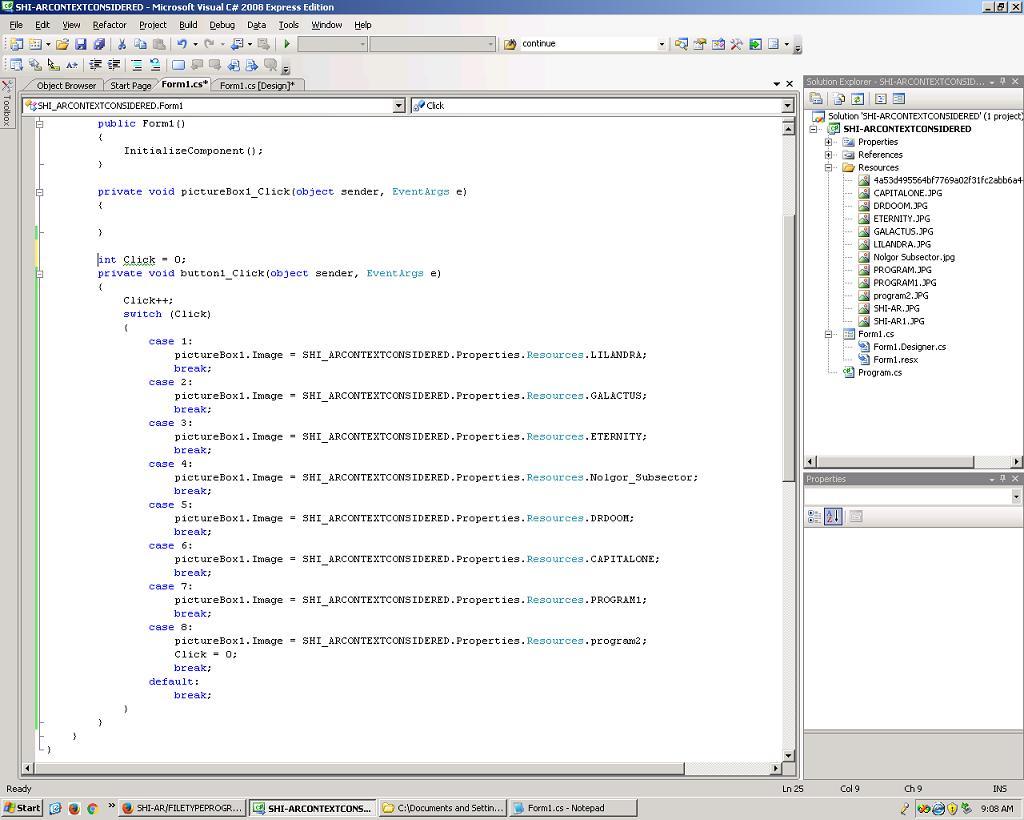 SHI-ARCONTEXTCONSIDERED - Microsoft Visual C# 2008 Express Edition
File Edit View Refactor Project Build Debug Data Tools Window Help
continue
Object Browser Start Page Form1.cs* Form1.cs [Design]*
Toolbox
SHI_ARCONTEXTCONSIDERED.Form1 Click
public Form1()
{
InitializeComponent();
}
private void pictureBox1_Click(object sender, EventArgs e)
{
}
int Click = 0;
private void button1_Click(object sender, EventArgs e)
{
Click++;
switch (Click)
{
case 1:
pictureBox1.Image = SHI_ARCONTEXTCONSIDERED.Properties.Resources.LILANDRA;
break;
case 2:
pictureBox1.Image = SHI_ARCONTEXTCONSIDERED.Properties.Resources.GALACTUS;
break;
case 3:
pictureBox1.Image = SHI_ARCONTEXTCONSIDERED.Properties.Resources.ETERNITY;
break;
case 4:
pictureBox1.Image = SHI_ARCONTEXTCONSIDERED.Properties.Resources.Nolgor_Subsector;
break;
case 5:
pictureBox1.Image = SHI_ARCONTEXTCONSIDERED.Properties.Resources.DRDOOM;
break;
case 6:
pictureBox1.Image = SHI_ARCONTEXTCONSIDERED.Properties.Resources.CAPITALONE;
break;
case 7:
pictureBox1.Image = SHI_ARCONTEXTCONSIDERED.Properties.Resources.PROGRAM1;
break;
case 8:
pictureBox1.Image = SHI_ARCONTEXTCONSIDERED.Properties.Resources.program2;
Click = 0;
break;
default:
break;
}
}
}
}
Solution Explorer - SHI-ARCONTEXTCONSID...
Solution 'SHI-ARCONTEXTCONSIDERED' (1 project)
SHI-ARCONTEXTCONSIDERED
Properties
References
Resources
4a53d495564bf7769a02f31fc2abb6a4
CAPITALONE.JPG
DRDOOM.JPG
ETERNITY.JPG
GALACTUS.JPG
LILANDRA.JPG
Nolgor Subsector.jpg
PROGRAM.JPG
PROGRAM1.JPG
program2.JPG
SHI-AR.JPG
SHI-AR1.JPG
Form1.cs
Form1.Designer.cs
Form1.resx
Program.cs
Properties
Ready Ln 25 Col 9 Ch 9 INS
Start SHI-AR/FILETYPEPROGR... SHI-ARCONTEXTCONS... C:\Documents and Settin... Form1.cs - Notepad 9:08 AM